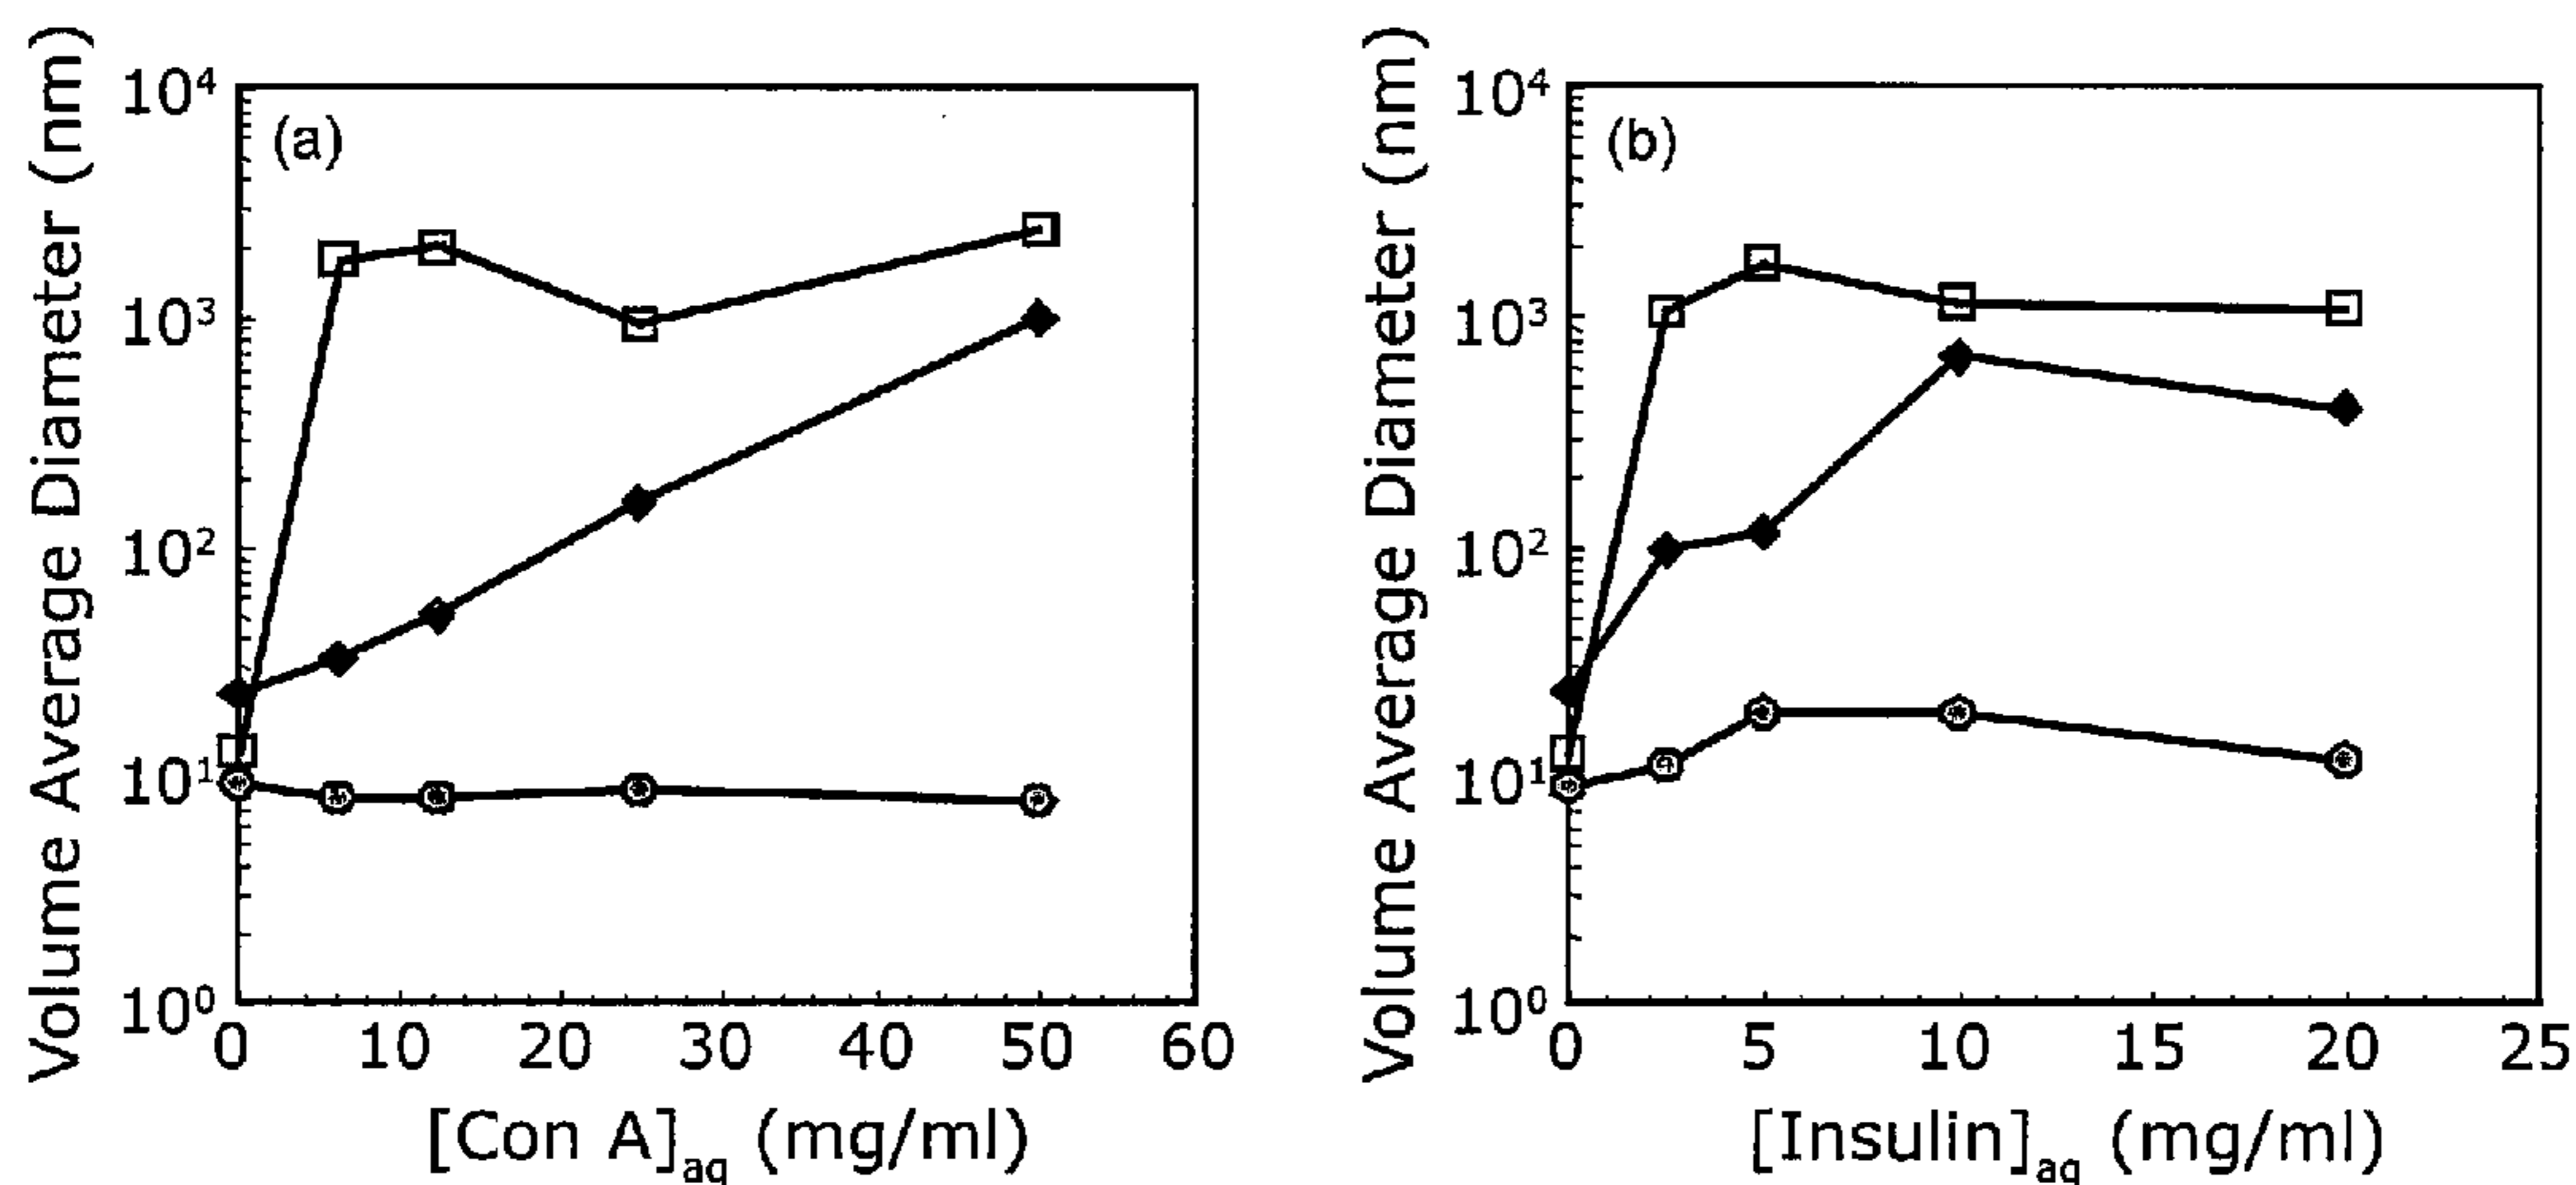 Volume Average Diameter (nm)
10⁴
10³
10²
10¹
10⁰
(a)
0 10 20 30 40 50 60
[Con A]aq (mg/ml)
Volume Average Diameter (nm)
10⁴
10³
10²
10¹
10⁰
(b)
0 5 10 15 20 25
[Insulin]aq (mg/ml)